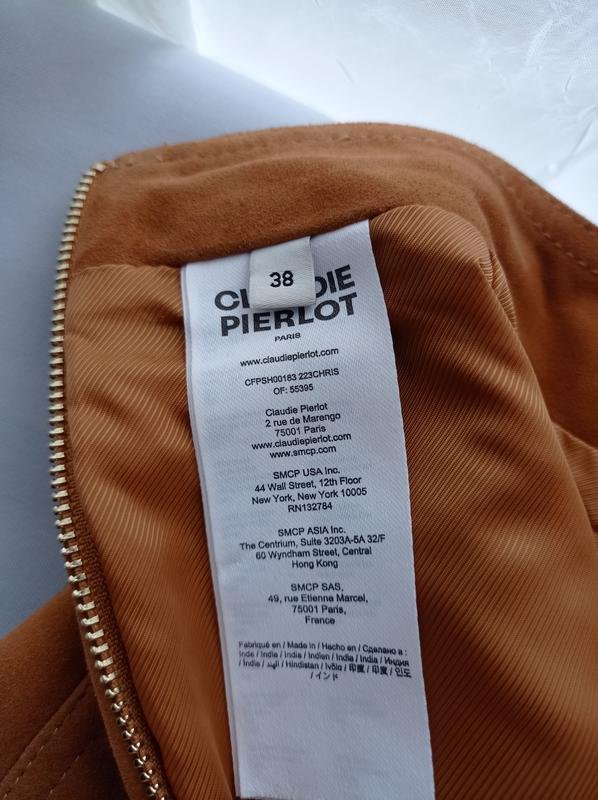 38
PIERLOT
PARIS
www.claudiepierlot.com
CFPSH00183 223CHRIS
OF: 55395
Claudie Pierlot
2 rue de Marengo
75001 Paris
www.claudiepierlot.com
www.smcp.com
SMCP USA Inc.
44 Wall Street, 12th Floor
New York, New York 10005
RN132784
SMCP ASIA Inc.
The Centrium, Suite 3203A-5A 32/F
60 Wyndham Street, Central
Hong Kong
SMCP SAS,
49, rue Etienne Marcel,
75001 Paris,
France
Fabriqué en / Made in / Hecho en / Сделано в :
Inde / India / India / Indien / India / India / Индия
/ Índia / الهند / Hindistan / Ινδία / 印度 / 印度 / 인도
/ インド